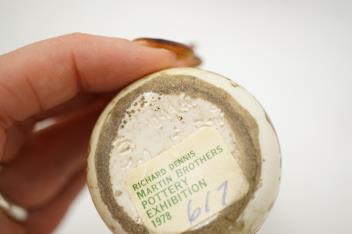 RICHARD DENNIS
MARTIN BROTHERS
POTTERY
EXHIBITION
1978 617